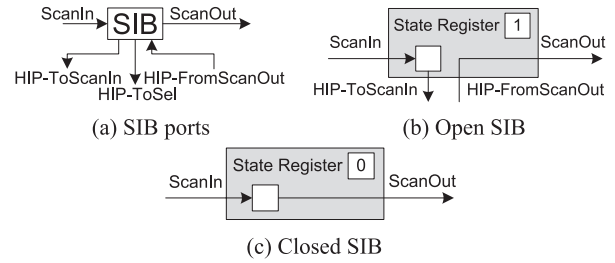 ScanIn SIB ScanOut
HIP-ToScanIn HIP-FromScanOut
HIP-ToSel
(a) SIB ports
State Register 1
ScanIn ScanOut
HIP-ToScanIn HIP-FromScanOut
(b) Open SIB
State Register 0
ScanIn ScanOut
(c) Closed SIB